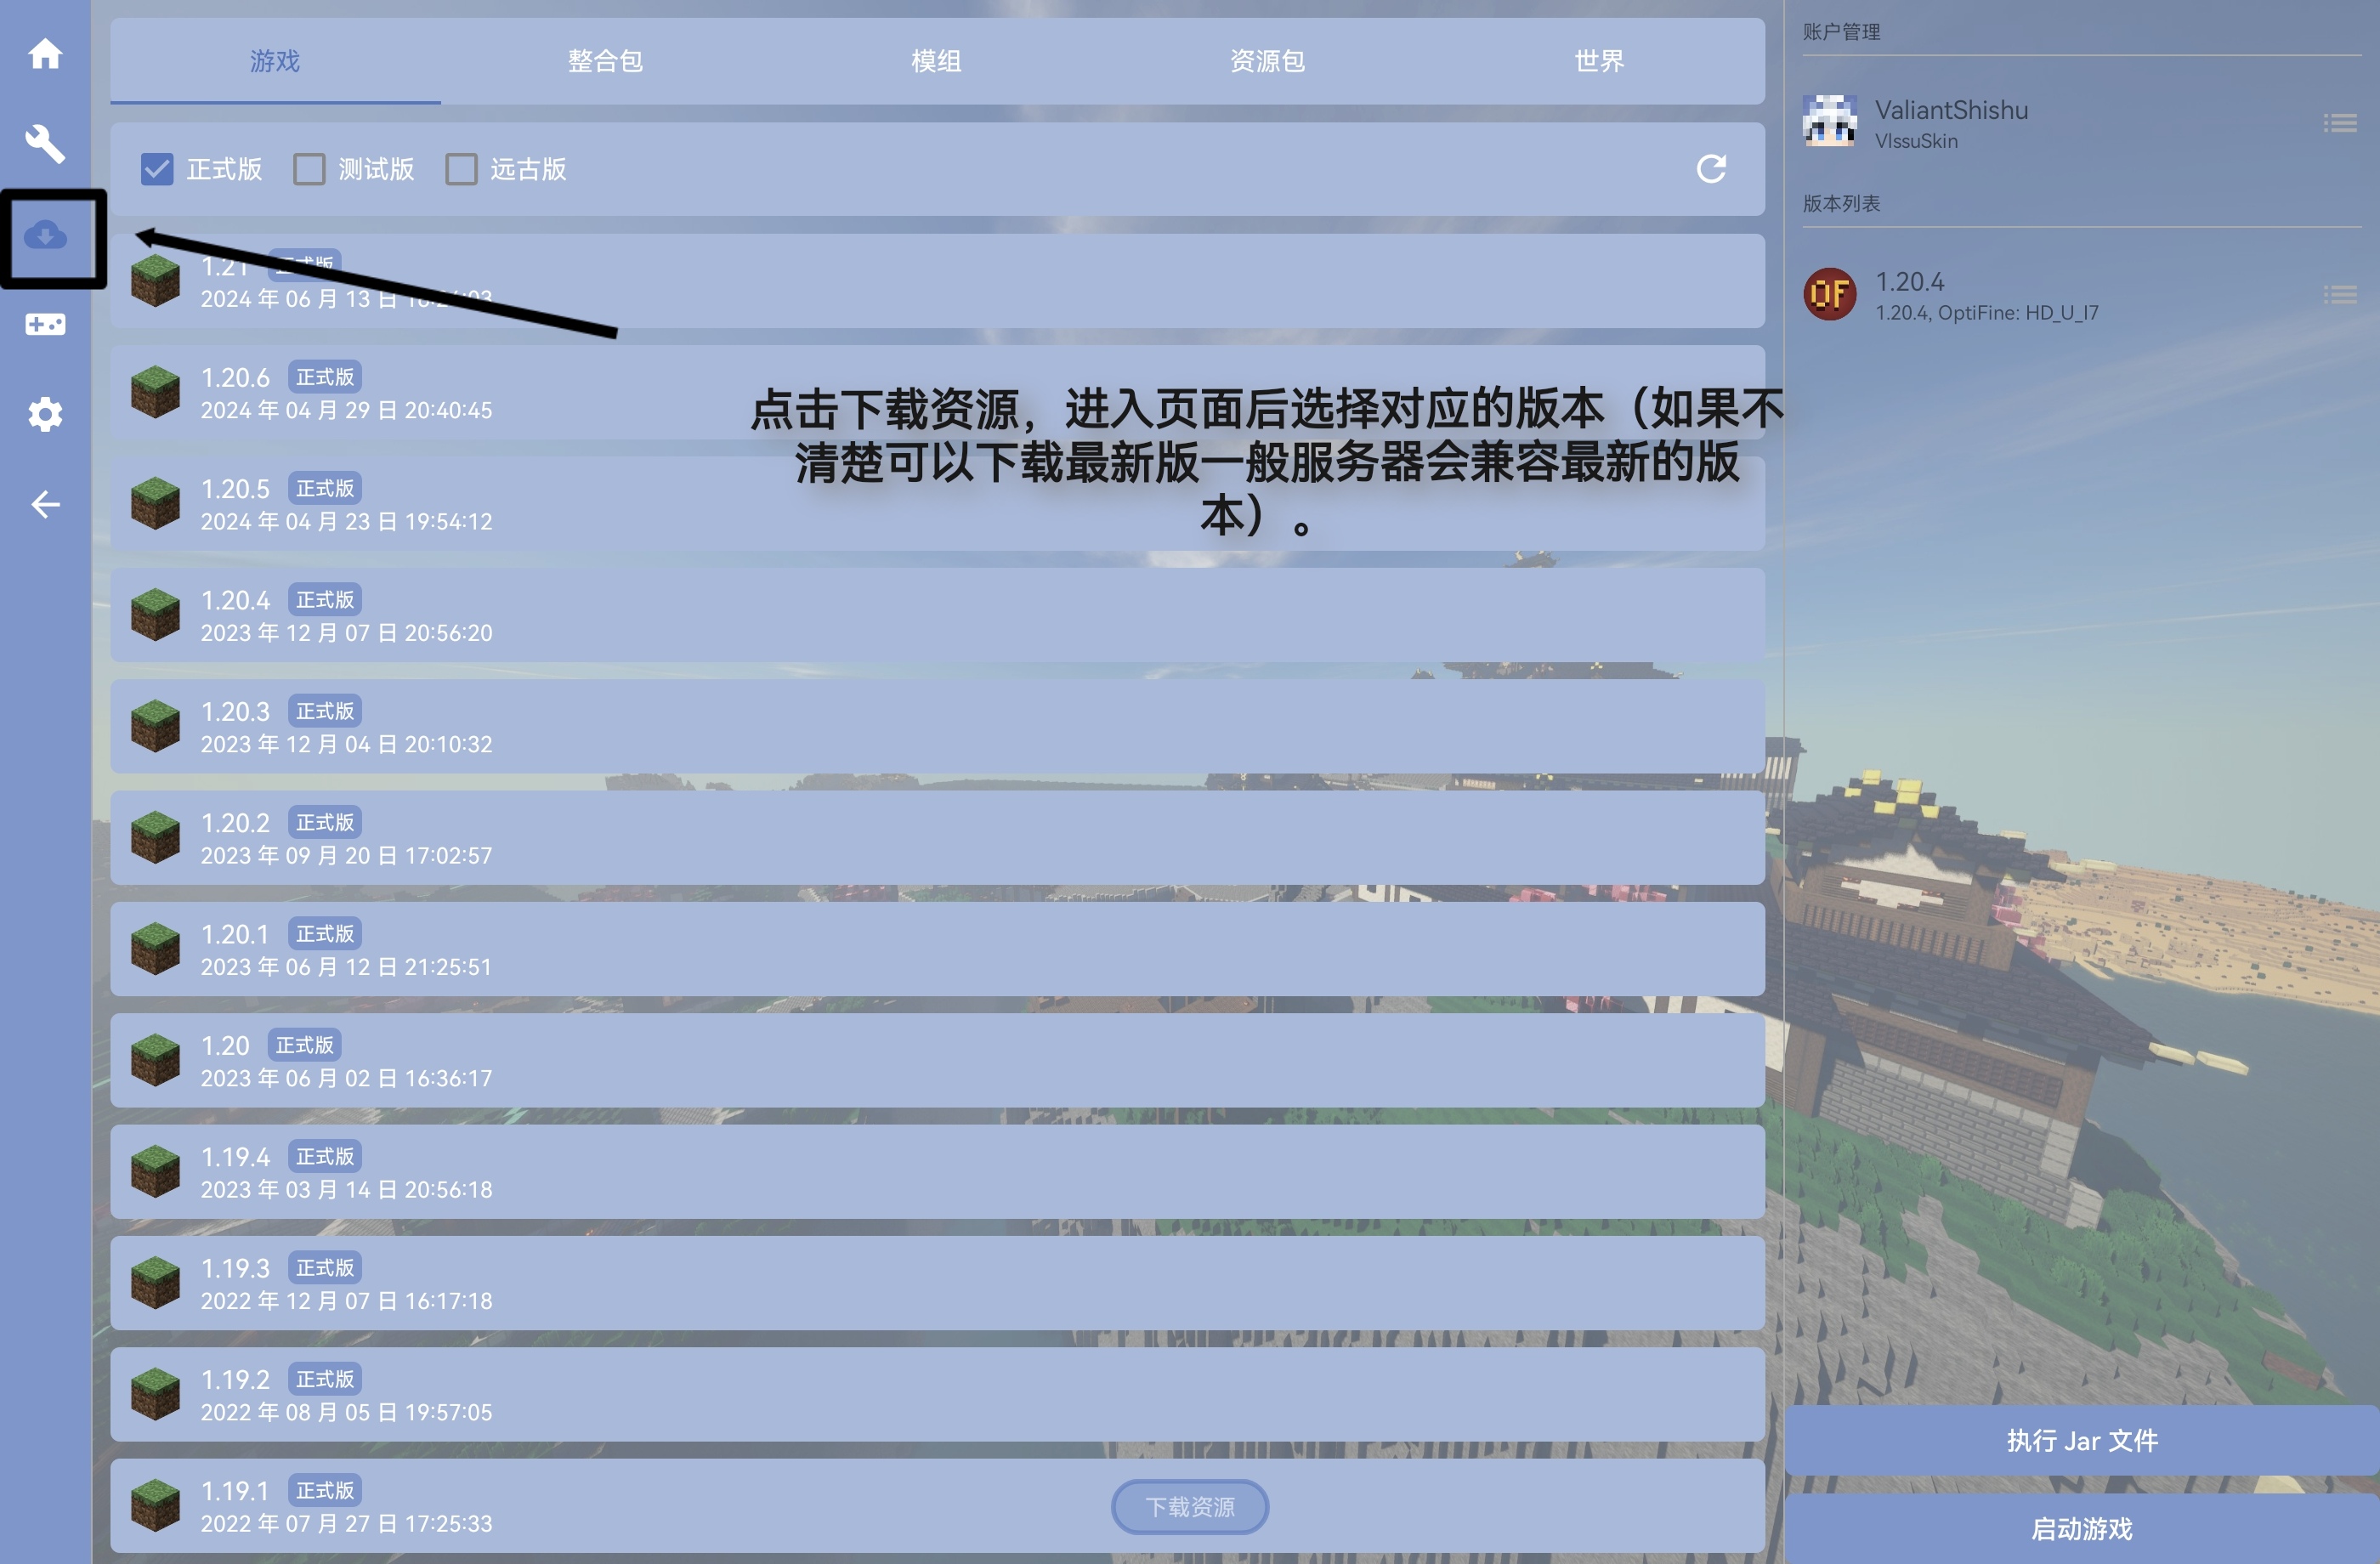 游戏 整合包 模组 资源包 世界
正式版 测试版 远古版
1.21 正式版
2024 年 06 月 13 日
1.20.6 正式版
2024 年 04 月 29 日 20:40:45
1.20.5 正式版
2024 年 04 月 23 日 19:54:12
点击下载资源，进入页面后选择对应的版本（如果不
清楚可以下载最新版一般服务器会兼容最新的版
本）。
1.20.4 正式版
2023 年 12 月 07 日 20:56:20
1.20.3 正式版
2023 年 12 月 04 日 20:10:32
1.20.2 正式版
2023 年 09 月 20 日 17:02:57
1.20.1 正式版
2023 年 06 月 12 日 21:25:51
1.20 正式版
2023 年 06 月 02 日 16:36:17
1.19.4 正式版
2023 年 03 月 14 日 20:56:18
1.19.3 正式版
2022 年 12 月 07 日 16:17:18
1.19.2 正式版
2022 年 08 月 05 日 19:57:05
1.19.1 正式版
2022 年 07 月 27 日 17:25:33
下载资源
账户管理
ValiantShishu
VIssuSkin
版本列表
OF
1.20.4
1.20.4, OptiFine: HD_U_I7
执行 Jar 文件
启动游戏